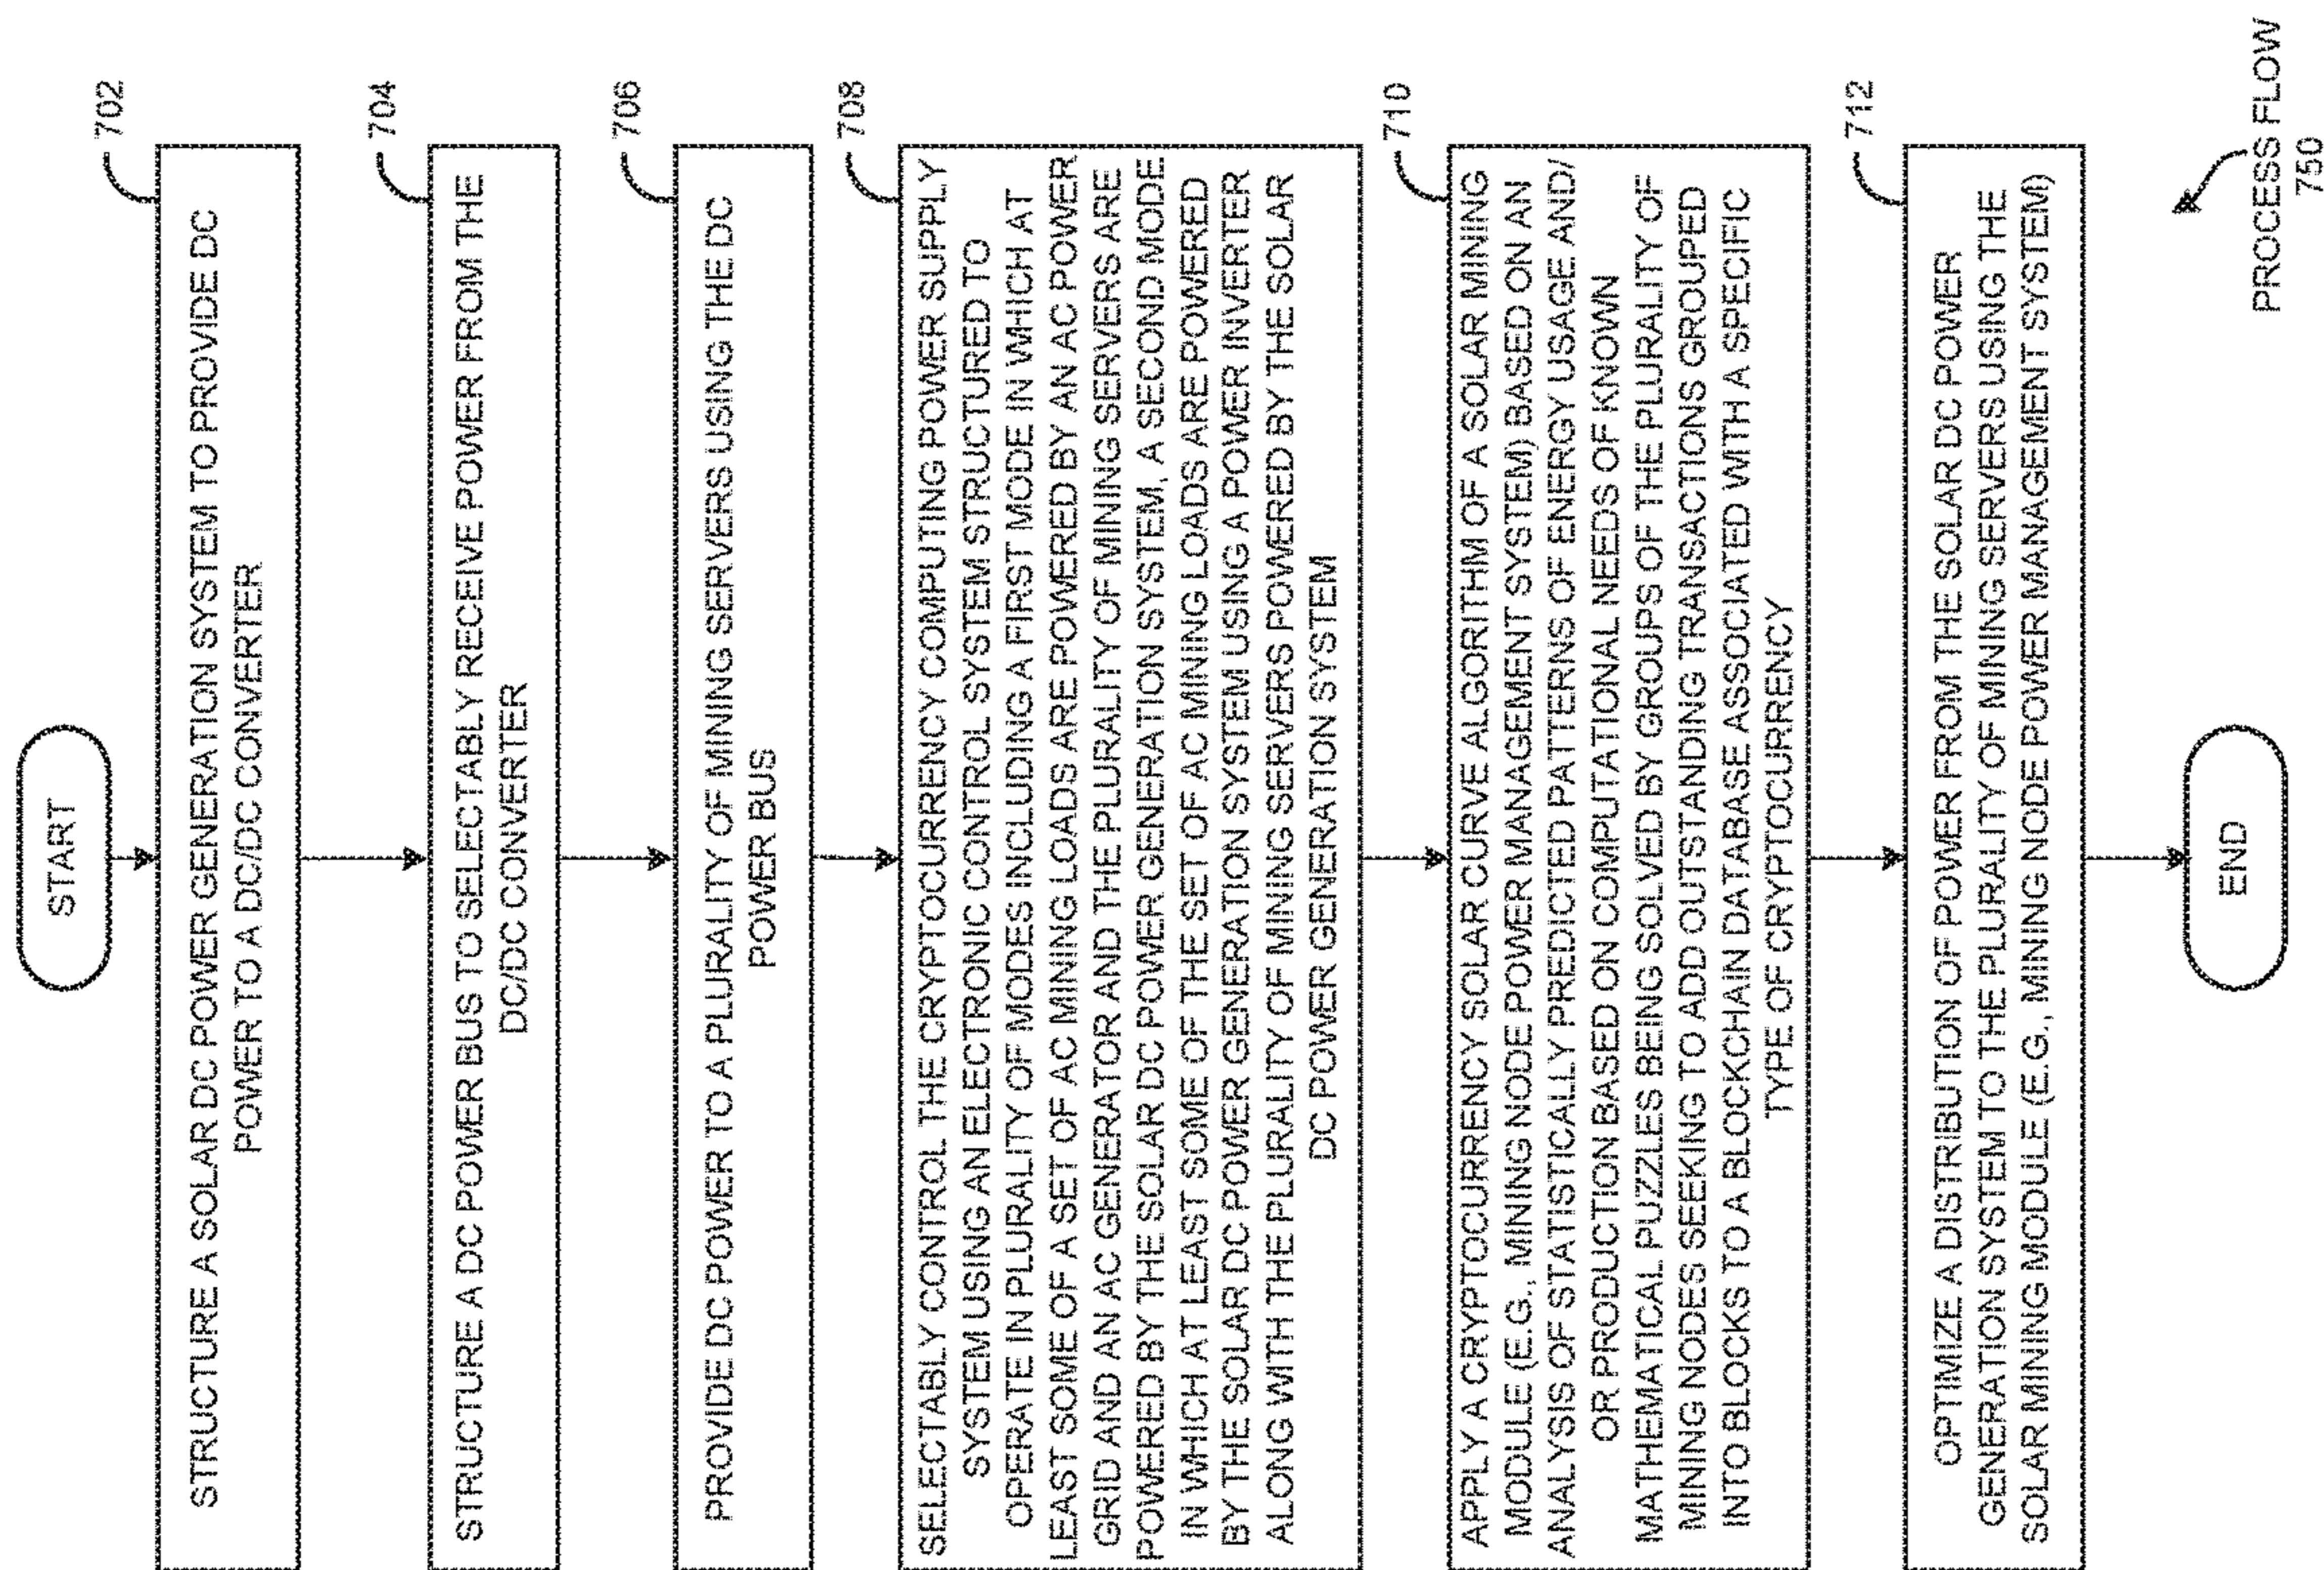 START
702
STRUCTURE A SOLAR DC POWER GENERATION SYSTEM TO PROVIDE DC
POWER TO A DC/DC CONVERTER
704
STRUCTURE A DC POWER BUS TO SELECTABLY RECEIVE POWER FROM THE
DC/DC CONVERTER
706
PROVIDE DC POWER TO A PLURALITY OF MINING SERVERS USING THE DC
POWER BUS
708
SELECTABLY CONTROL THE CRYPTOCURRENCY COMPUTING POWER SUPPLY
SYSTEM USING AN ELECTRONIC CONTROL SYSTEM STRUCTURED TO
OPERATE IN PLURALITY OF MODES INCLUDING A FIRST MODE IN WHICH AT
LEAST SOME OF A SET OF AC MINING LOADS ARE POWERED BY AN AC POWER
GRID AND AN AC GENERATOR AND THE PLURALITY OF MINING SERVERS ARE
POWERED BY THE SOLAR DC POWER GENERATION SYSTEM, A SECOND MODE
IN WHICH AT LEAST SOME OF THE SET OF AC MINING LOADS ARE POWERED
BY THE SOLAR DC POWER GENERATION SYSTEM USING A POWER INVERTER
ALONG WITH THE PLURALITY OF MINING SERVERS POWERED BY THE SOLAR
DC POWER GENERATION SYSTEM
710
APPLY A CRYPTOCURRENCY SOLAR CURVE ALGORITHM OF A SOLAR MINING
MODULE (E.G., MINING NODE POWER MANAGEMENT SYSTEM) BASED ON AN
ANALYSIS OF STATISTICALLY PREDICTED PATTERNS OF ENERGY USAGE AND/
OR PRODUCTION BASED ON COMPUTATIONAL NEEDS OF KNOWN
MATHEMATICAL PUZZLES BEING SOLVED BY GROUPS OF THE PLURALITY OF
MINING NODES SEEKING TO ADD OUTSTANDING TRANSACTIONS GROUPED
INTO BLOCKS TO A BLOCKCHAIN DATABASE ASSOCIATED WITH A SPECIFIC
TYPE OF CRYPTOCURRENCY
712
OPTIMIZE A DISTRIBUTION OF POWER FROM THE SOLAR DC POWER
GENERATION SYSTEM TO THE PLURALITY OF MINING SERVERS USING THE
SOLAR MINING MODULE (E.G., MINING NODE POWER MANAGEMENT SYSTEM)
END
PROCESS FLOW
750